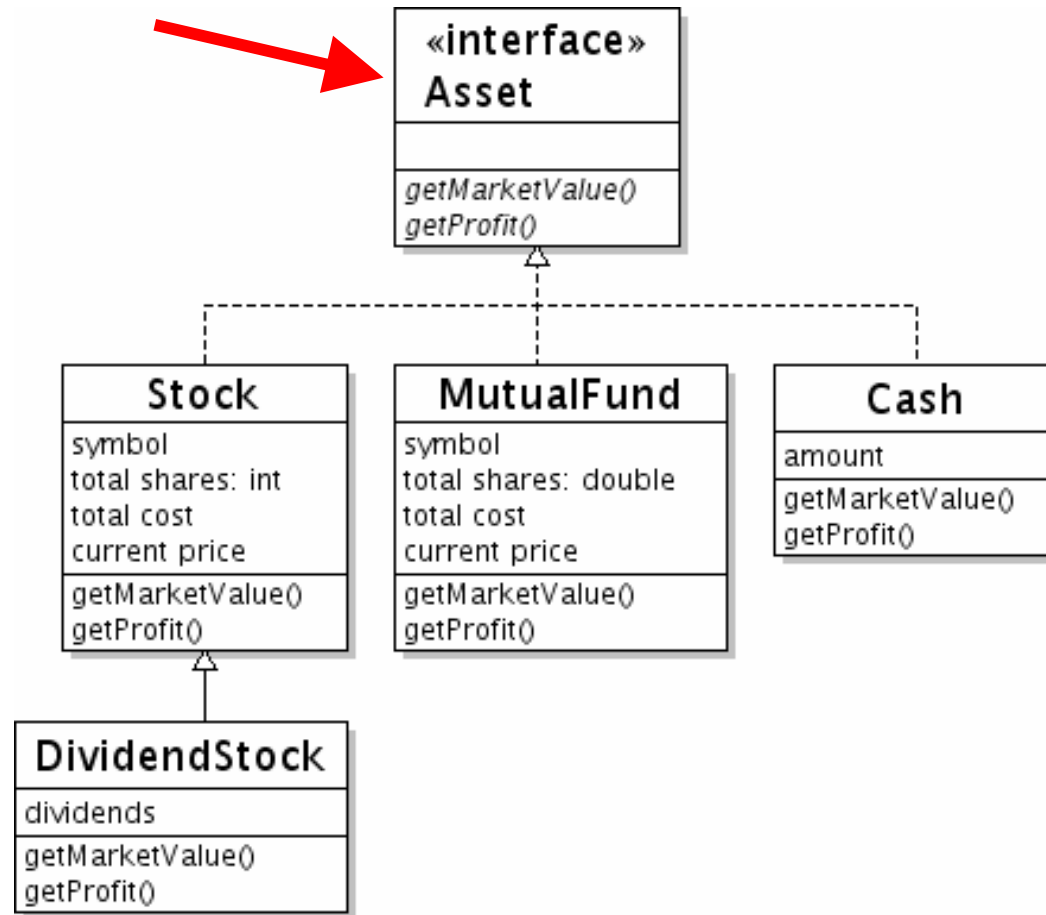 «interface»
Asset
getMarketValue()
getProfit()
Stock
symbol
total shares: int
total cost
current price
getMarketValue()
getProfit()
MutualFund
symbol
total shares: double
total cost
current price
getMarketValue()
getProfit()
Cash
amount
getMarketValue()
getProfit()
DividendStock
dividends
getMarketValue()
getProfit()